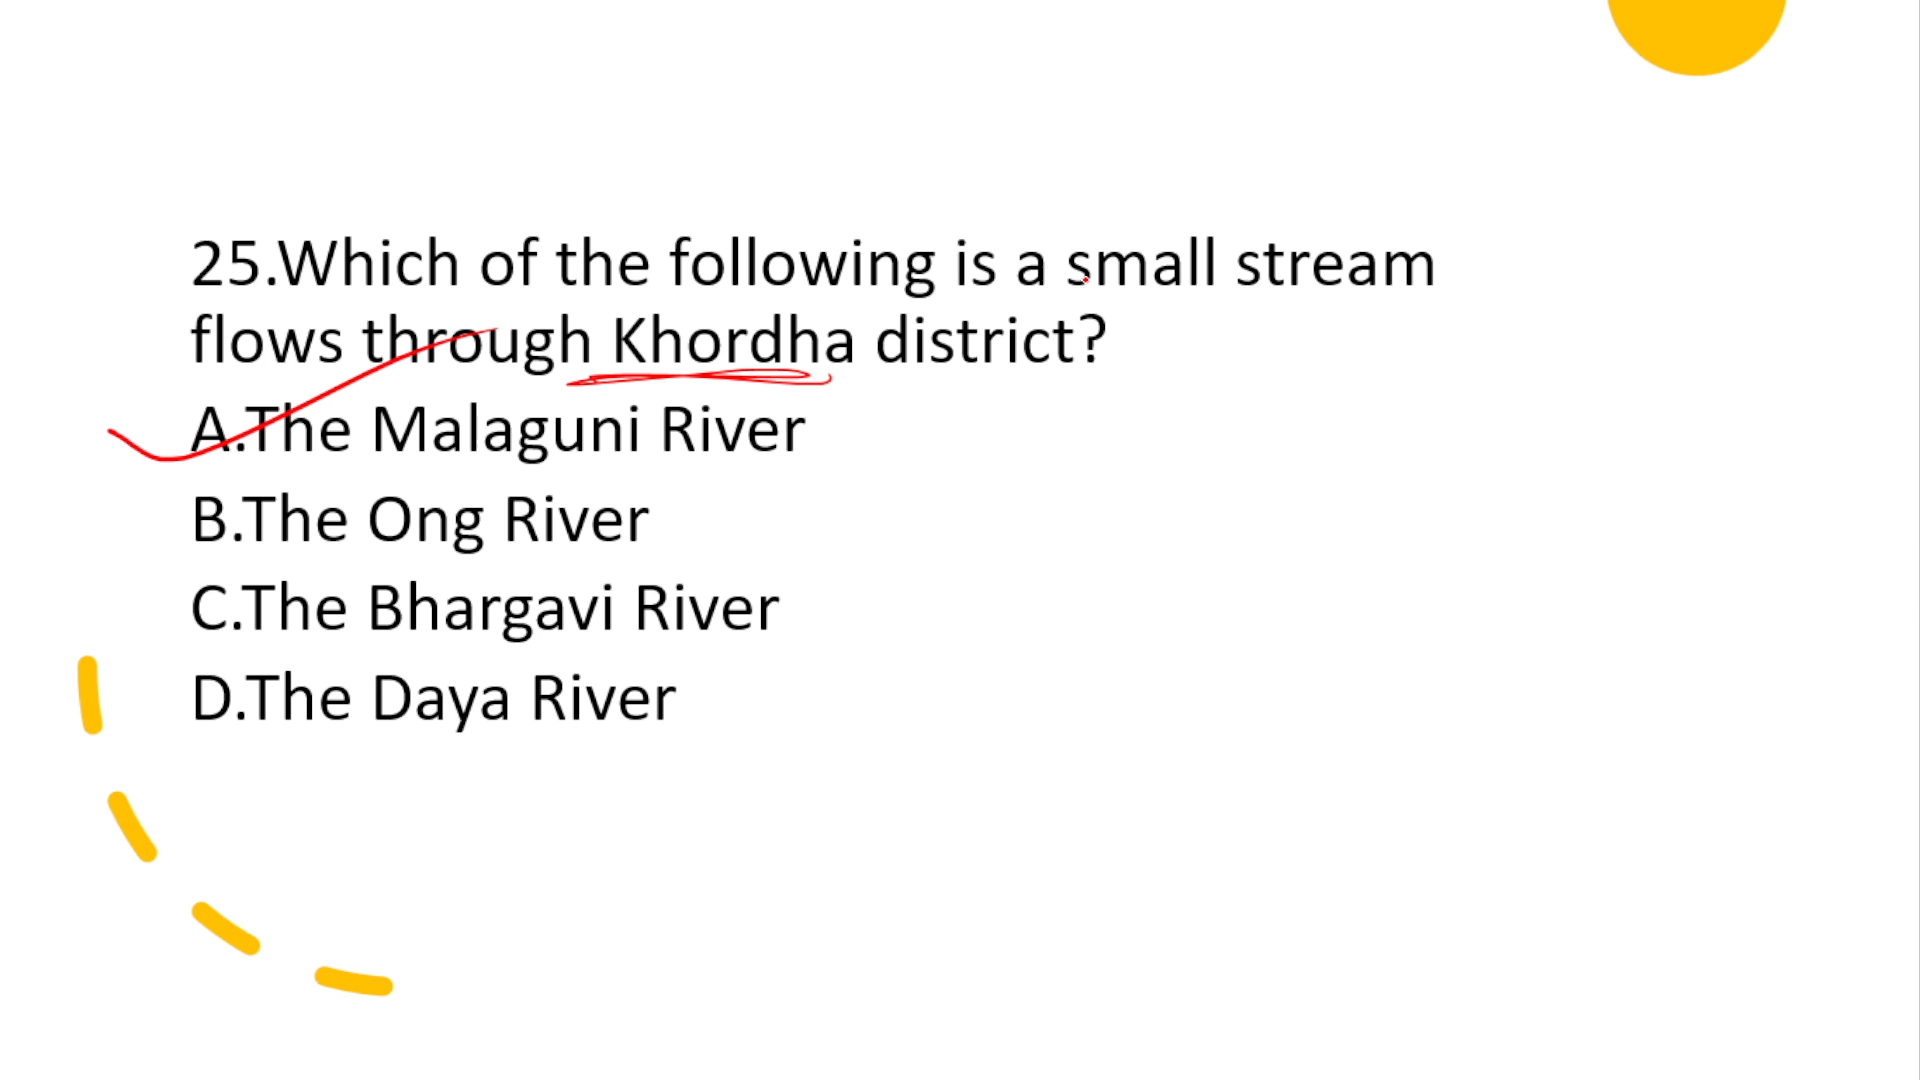 25.Which of the following is a small stream
flows through Khordha district?
A.The Malaguni River
B.The Ong River
C.The Bhargavi River
D.The Daya River